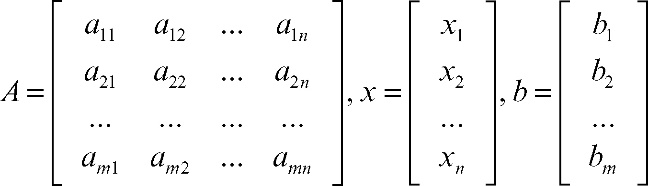 A = [ a₁₁ a₁₂ ... a₁ₙ ; a₂₁ a₂₂ ... a₂ₙ ; ... ... ... ... ; aₘ₁ aₘ₂ ... aₘₙ ], x = [ x₁ ; x₂ ; ... ; xₙ ], b = [ b₁ ; b₂ ; ... ; bₘ ]